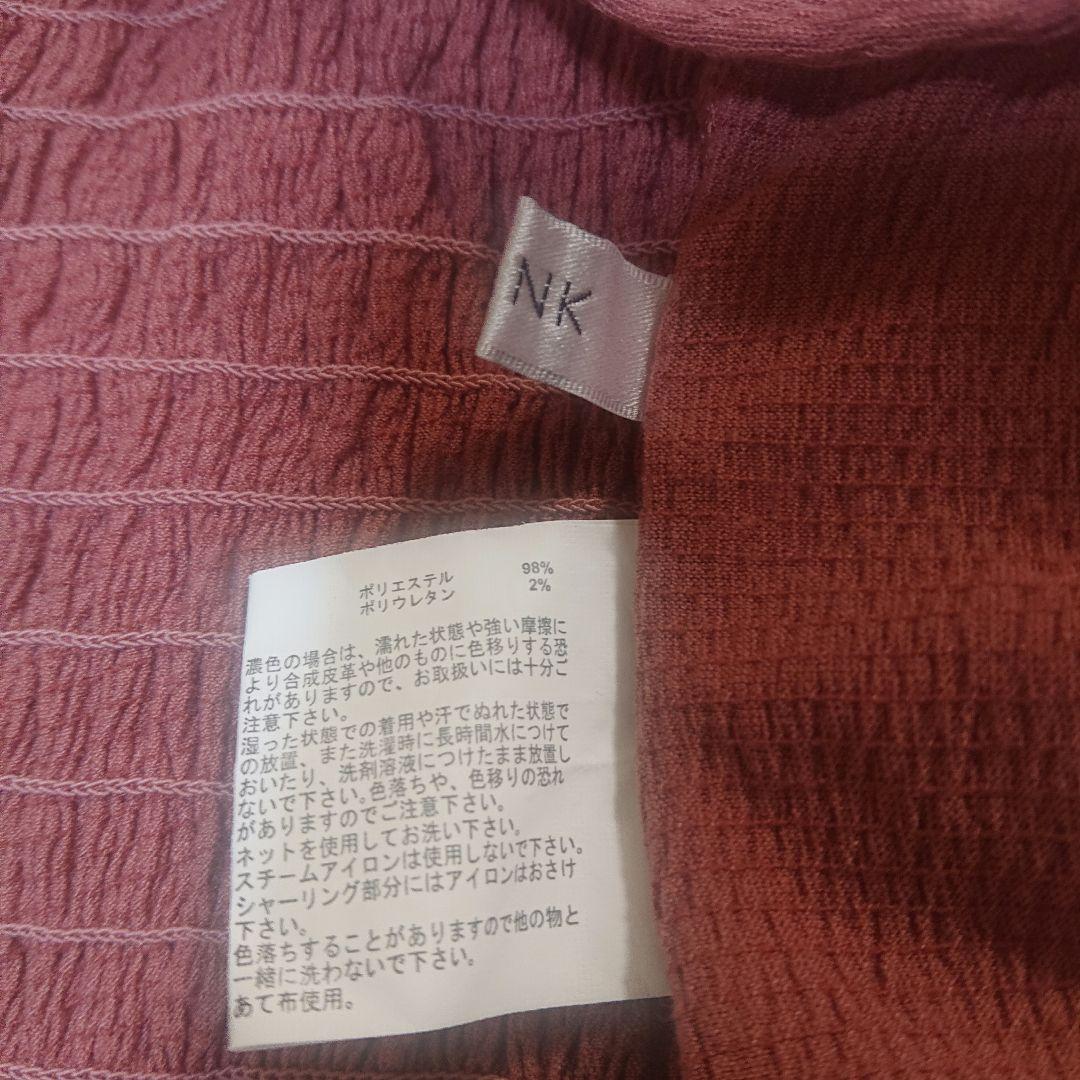 NK
ポリエステル 98%
ポリウレタン 2%
濃色の場合は、濡れた状態や強い摩擦に
より合成皮革や他のものに色移りする恐
れがありますので、お取扱いには十分ご
注意下さい。
湿った状態での着用や汗でぬれた状態で
の放置、また洗濯時に長時間水につけて
おいたり、洗剤溶液につけたまま放置し
ないで下さい。色落ちや、色移りの恐れ
がありますのでご注意下さい。
ネットを使用してお洗い下さい。
スチームアイロンは使用しないで下さい。
シャーリング部分にはアイロンはおさけ
下さい。
色落ちすることがありますので他の物と
一緒に洗わないで下さい。
あて布使用。